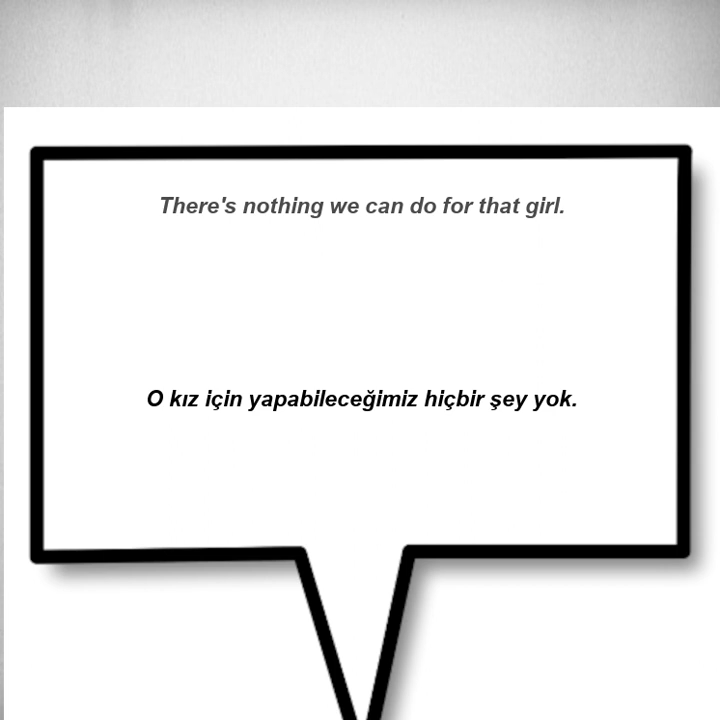 There's nothing we can do for that girl.
O kız için yapabileceğimiz hiçbir şey yok.